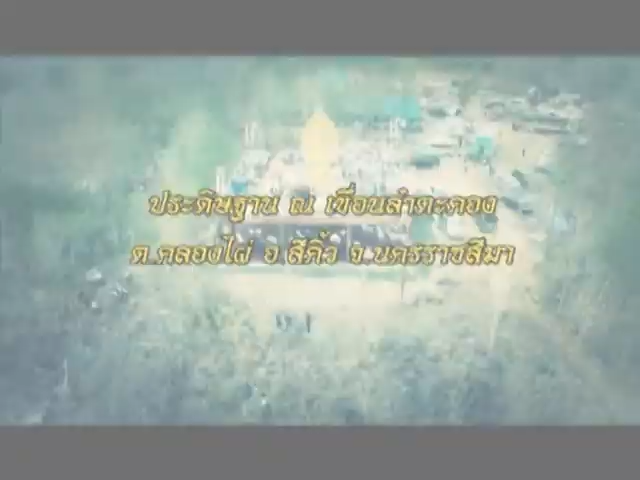 ประดิษฐาน ณ เขื่อนลำตะคอง
ต.คลองไผ่ อ.สีคิ้ว จ.นครราชสีมา